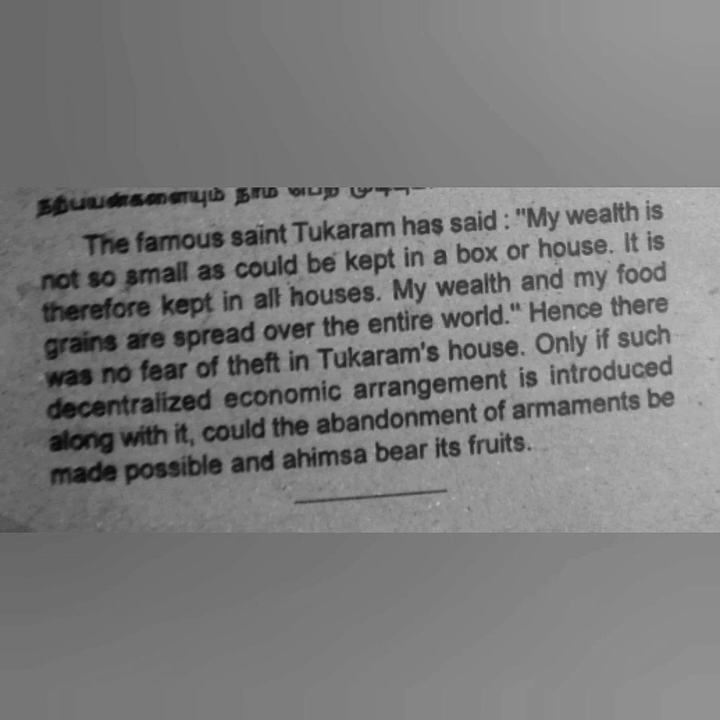 நற்பயன்களையும் நாம் பெற
The famous saint Tukaram has said : "My wealth is
not so small as could be kept in a box or house. It is
therefore kept in all houses. My wealth and my food
grains are spread over the entire world." Hence there
was no fear of theft in Tukaram's house. Only if such
decentralized economic arrangement is introduced
along with it, could the abandonment of armaments be
made possible and ahimsa bear its fruits.